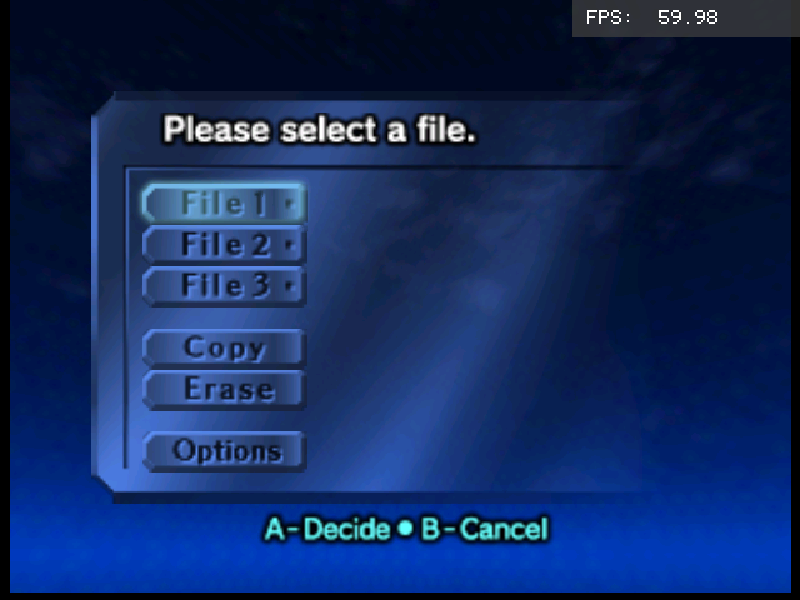 FPS: 59.98
Please select a file.
File 1
File 2
File 3
Copy
Erase
Options
A-Decide • B-Cancel